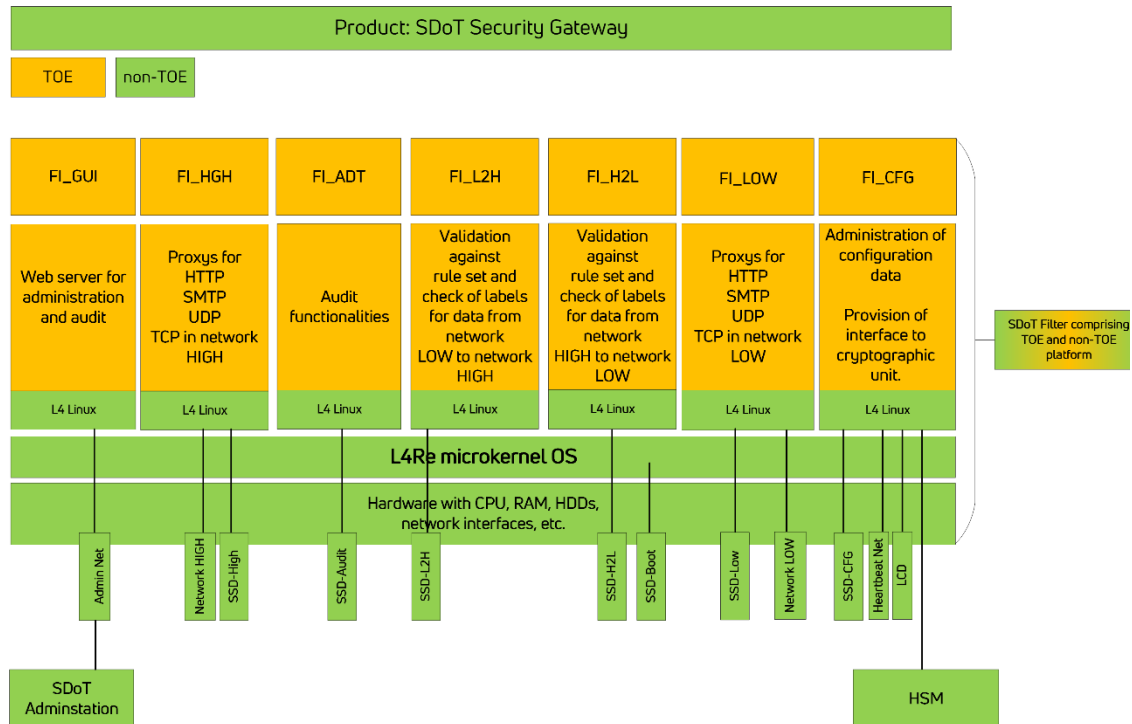 Product: SDoT Security Gateway
TOE
non-TOE
FI_GUI
FI_HGH
FI_ADT
FI_L2H
FI_H2L
FI_LOW
FI_CFG
Web server for
administration
and audit
Proxys for
HTTP
SMTP
UDP
TCP in network
HIGH
Audit
functionalities
Validation
against
rule set and
check of labels
for data from
network
LOW to network
HIGH
Validation
against
rule set and
check of labels
for data from
network
HIGH to network
LOW
Proxys for
HTTP
SMTP
UDP
TCP in network
LOW
Administration of
configuration
data
Provision of
interface to
cryptographic
unit.
SDoT Filter comprising
TOE and non-TOE
platform
L4 Linux
L4 Linux
L4 Linux
L4 Linux
L4 Linux
L4 Linux
L4 Linux
L4Re microkernel OS
Hardware with CPU, RAM, HDDs,
network interfaces, etc.
Admin Net
Network HIGH
SSD-High
SSD-Audit
SSD-L2H
SSD-H2L
SSD-Boot
SSD-Low
Network LOW
SSD-CFG
Heartbeat Net
LCD
SDoT
Adminstation
HSM